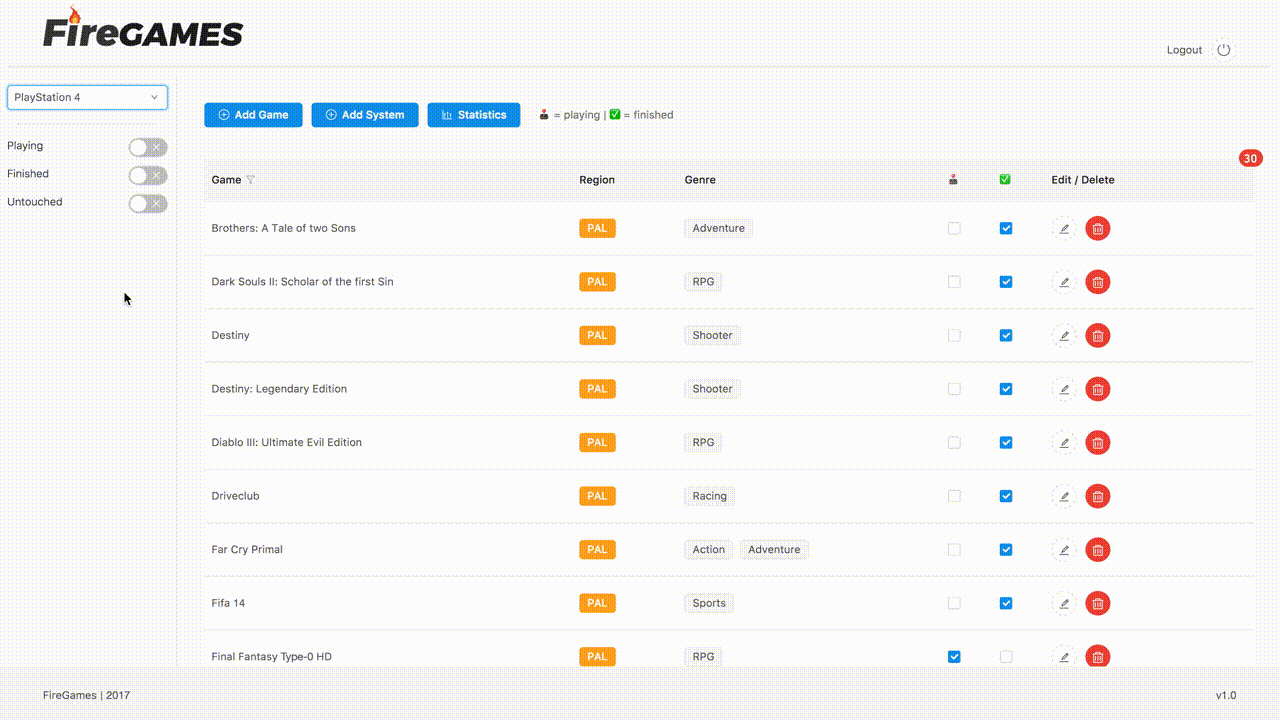 FireGAMES
Logout
PlayStation 4
Playing
Finished
Untouched
Add Game Add System Statistics = playing | = finished
30
Game Region Genre Edit / Delete
Brothers: A Tale of two Sons PAL Adventure
Dark Souls II: Scholar of the first Sin PAL RPG
Destiny PAL Shooter
Destiny: Legendary Edition PAL Shooter
Diablo III: Ultimate Evil Edition PAL RPG
Driveclub PAL Racing
Far Cry Primal PAL Action Adventure
Fifa 14 PAL Sports
Final Fantasy Type-0 HD PAL RPG
FireGames | 2017 v1.0